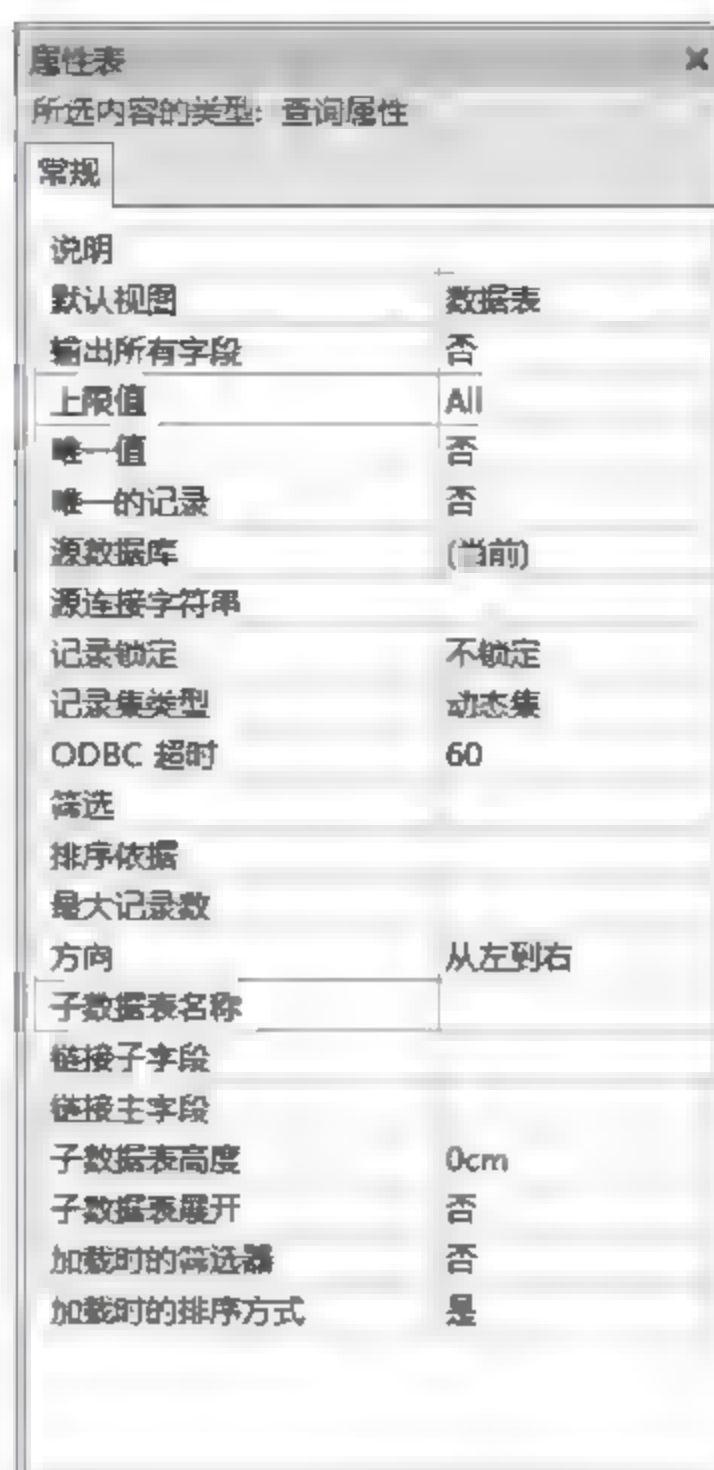 属性表
所选内容的类型: 查询属性
常规
说明
默认视图 数据表
输出所有字段 否
上限值 All
唯一值 否
唯一的记录 否
源数据库 (当前)
源连接字符串
记录锁定 不锁定
记录集类型 动态集
ODBC 超时 60
筛选
排序依据
最大记录数
方向 从左到右
子数据表名称
链接子字段
链接主字段
子数据表高度 0cm
子数据表展开 否
加载时的筛选器 否
加载时的排序方式 是